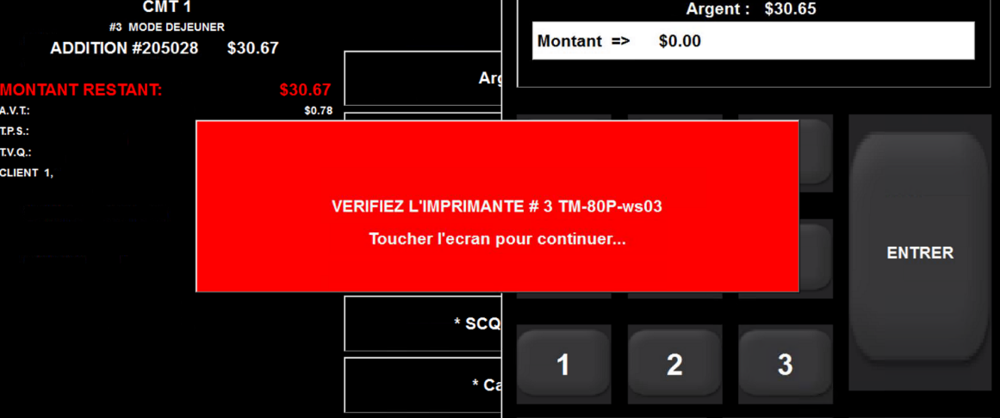 CMT 1
#3 MODE DEJEUNER
ADDITION #205028 $30.67
MONTANT RESTANT: $30.67
A.V.T.: $0.78
T.P.S.:
T.V.Q.:
CLIENT 1,
Argent : $30.65
Montant => $0.00
Arg
VERIFIEZ L'IMPRIMANTE # 3 TM-80P-ws03
Toucher l'ecran pour continuer...
* SCQ
* Ca
ENTRER
1 2 3